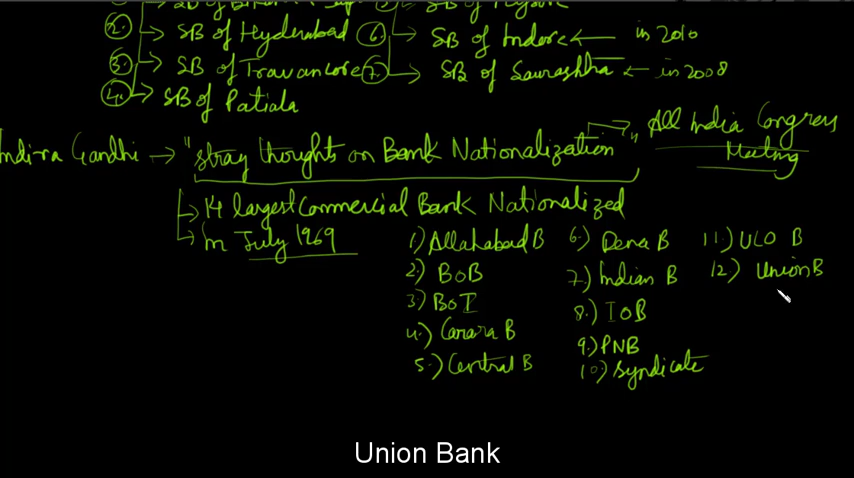 2. → SB of Hyderabad 6. → SB of Indore ← in 2010
3. → SB of Travancore 7. → SB of Saurashtra ← in 2008
4. → SB of Patiala
Indira Gandhi → "Stray thoughts on Bank Nationalization" → All India Congress Meeting
→ 14 largest Commercial Bank Nationalized
→ In July 1969
1.) Allahabad B
2.) BOB
3.) BOI
4.) Canara B
5.) Central B
6.) Dena B
7.) Indian B
8.) IOB
9.) PNB
10.) Syndicate
11.) UCO B
12.) Union B
Union Bank